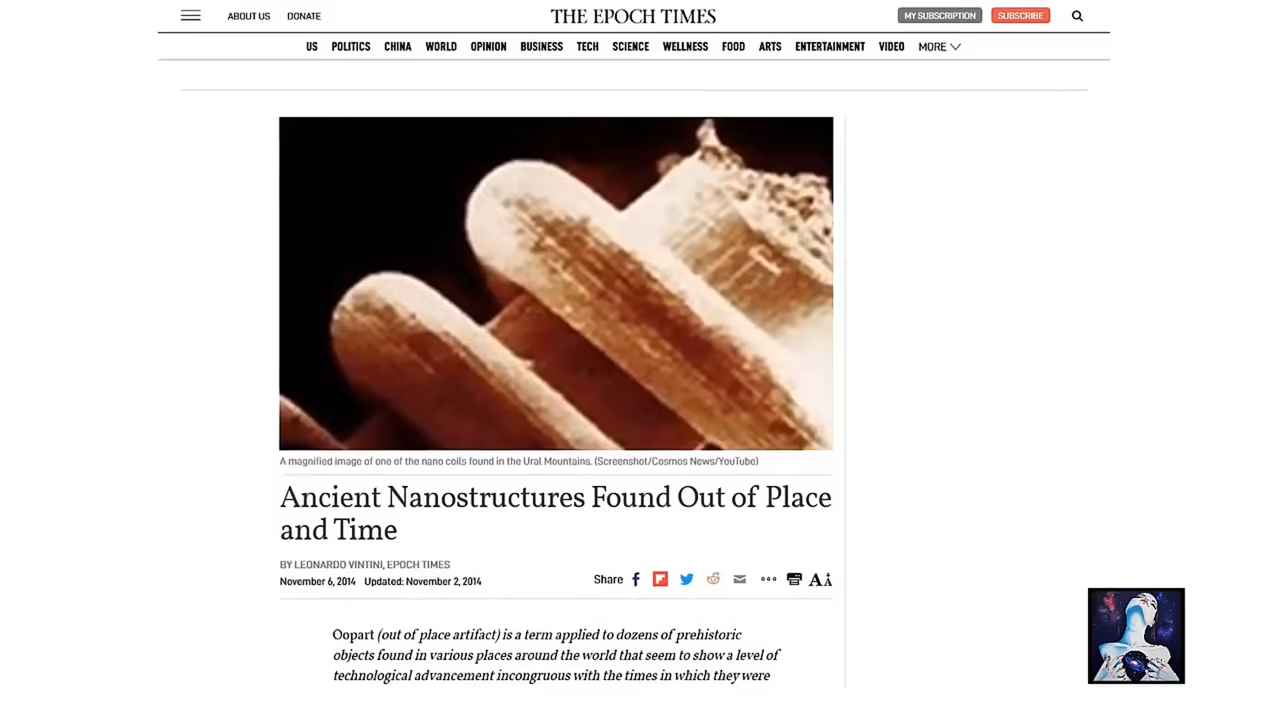 ABOUT US DONATE THE EPOCH TIMES MY SUBSCRIPTION SUBSCRIBE
US POLITICS CHINA WORLD OPINION BUSINESS TECH SCIENCE WELLNESS FOOD ARTS ENTERTAINMENT VIDEO MORE
A magnified image of one of the nano coils found in the Ural Mountains. (Screenshot/Cosmos News/YouTube)
Ancient Nanostructures Found Out of Place
and Time
BY LEONARDO VINTINI, EPOCH TIMES
November 6, 2014 Updated: November 2, 2014
Share
Oopart (out of place artifact) is a term applied to dozens of prehistoric
objects found in various places around the world that seem to show a level of
technological advancement incongruous with the times in which they were